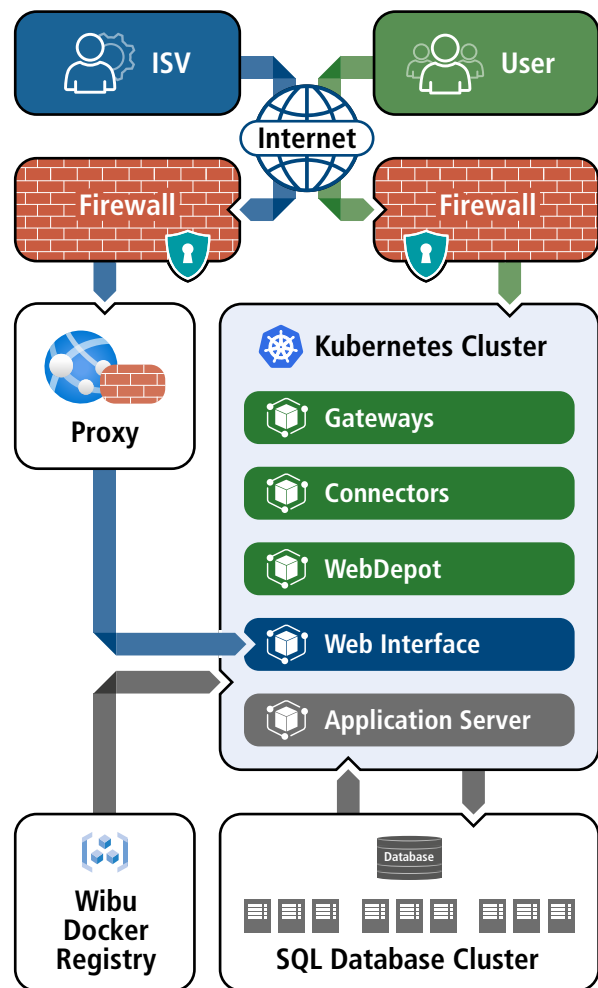 ISV
User
Internet
Firewall
Firewall
Kubernetes Cluster
Proxy
Gateways
Connectors
WebDepot
Web Interface
Application Server
Wibu
Docker
Registry
Database
SQL Database Cluster